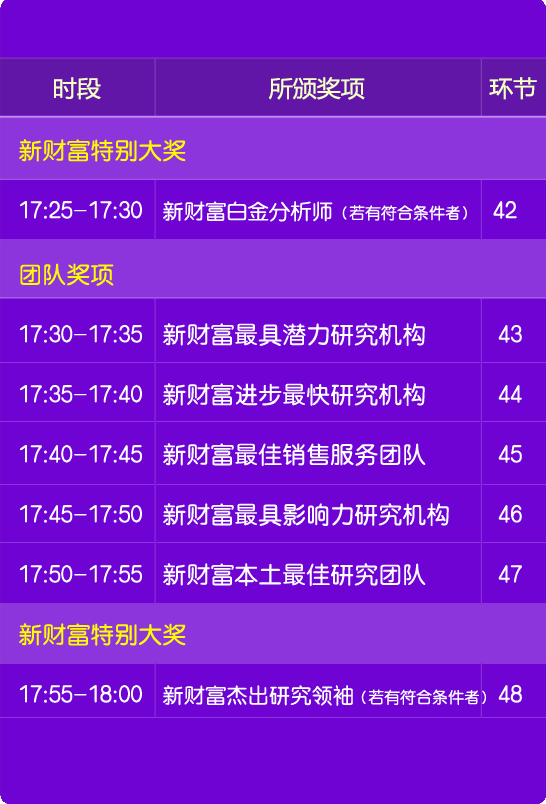 时段 所颁奖项 环节
新财富特别大奖
17:25-17:30 新财富白金分析师（若有符合条件者） 42
团队奖项
17:30-17:35 新财富最具潜力研究机构 43
17:35-17:40 新财富进步最快研究机构 44
17:40-17:45 新财富最佳销售服务团队 45
17:45-17:50 新财富最具影响力研究机构 46
17:50-17:55 新财富本土最佳研究团队 47
新财富特别大奖
17:55-18:00 新财富杰出研究领袖（若有符合条件者） 48